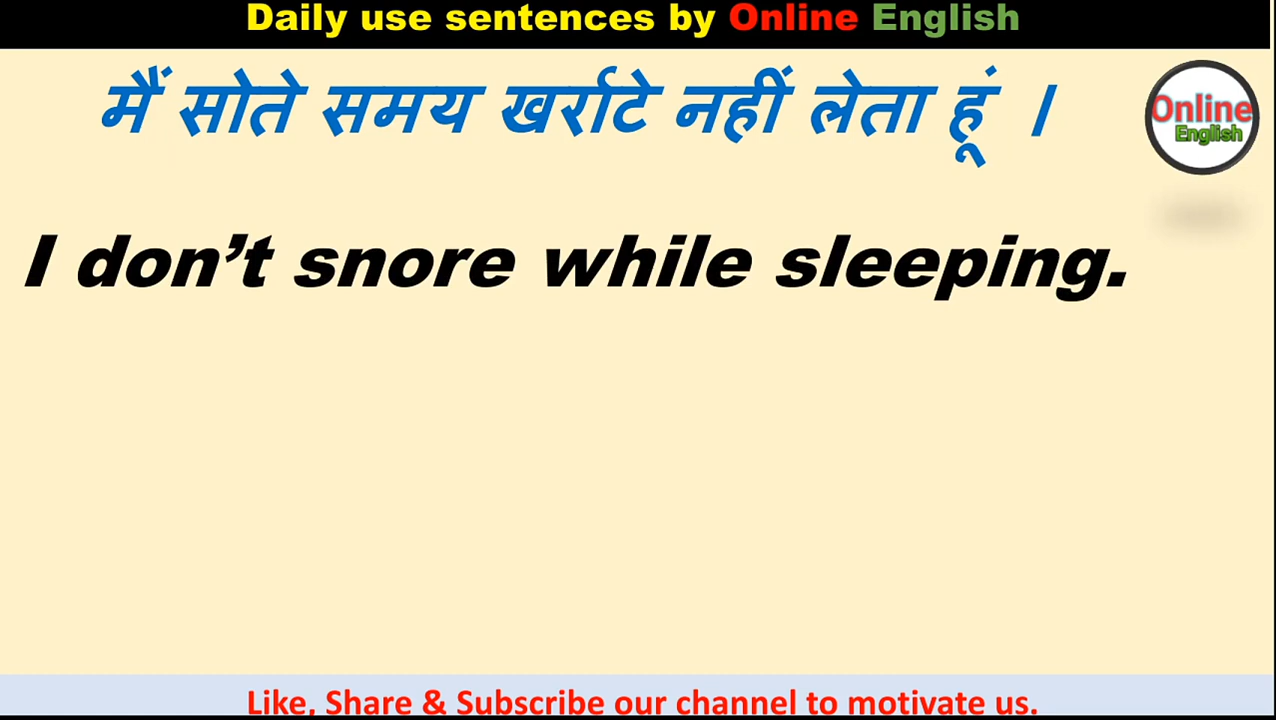 Daily use sentences by Online English
मैं सोते समय खर्राटे नहीं लेता हूं ।
Online
English
I don’t snore while sleeping.
Like, Share & Subscribe our channel to motivate us.